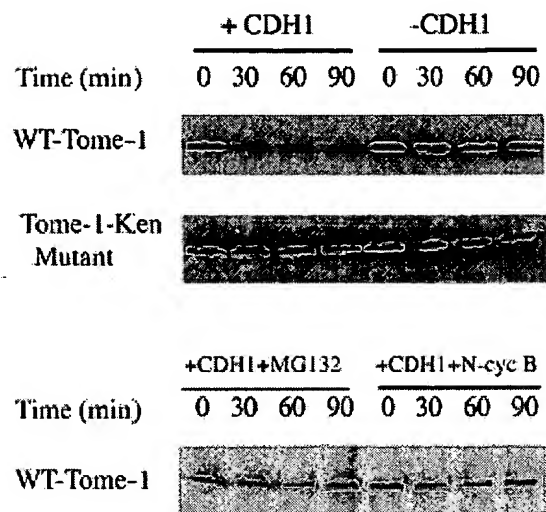 + CDH1 -CDH1
Time (min) 0 30 60 90 0 30 60 90
WT-Tome-1
Tome-1-Ken
Mutant
+CDH1+MG132 +CDH1+N-cyc B
Time (min) 0 30 60 90 0 30 60 90
WT-Tome-1